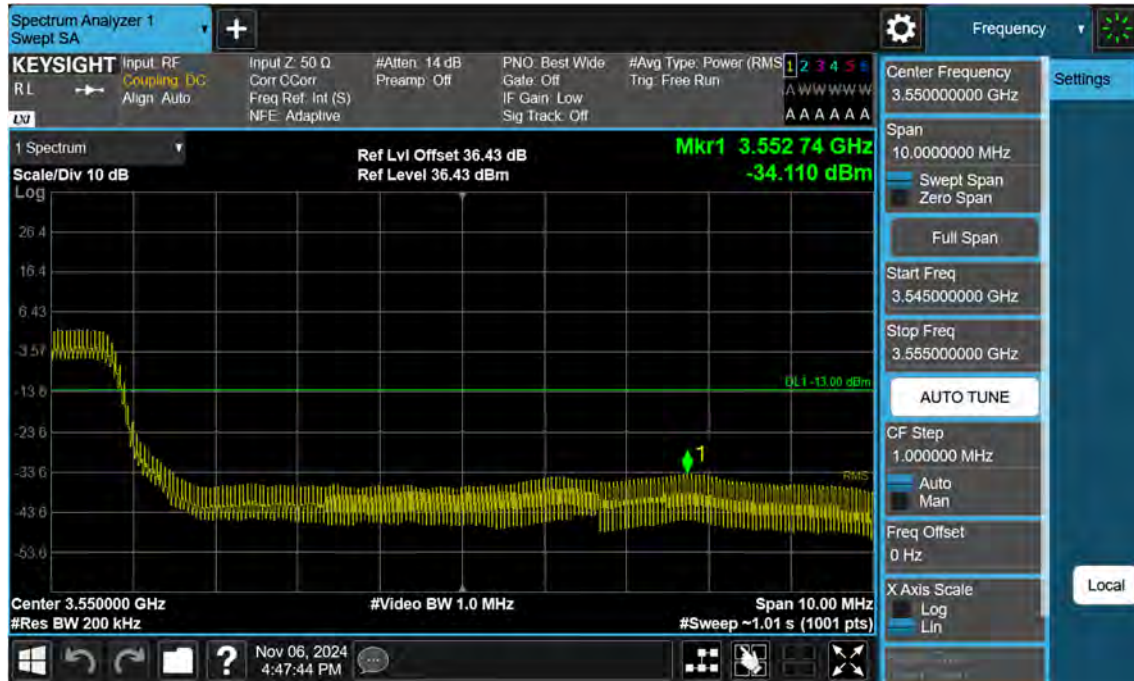 Spectrum Analyzer 1
Swept SA
Frequency
KEYSIGHT
RL
LXI
Input: RF
Coupling: DC
Align: Auto
Input Z: 50 Ω
Corr CCorr
Freq Ref: Int (S)
NFE: Adaptive
#Atten: 14 dB
Preamp: Off
PNO: Best Wide
Gate: Off
IF Gain: Low
Sig Track: Off
#Avg Type: Power (RMS
Trig: Free Run
1 2 3 4 5 6
A W W W W W
A A A A A A
1 Spectrum
Scale/Div 10 dB
Ref Lvl Offset 36.43 dB
Ref Level 36.43 dBm
Mkr1 3.552 74 GHz
-34.110 dBm
Log
26.4
16.4
6.43
-3.57
-13.6
-23.6
-33.6
-43.6
-53.6
DL1 -13.00 dBm
1
RMS
Center 3.550000 GHz
#Res BW 200 kHz
#Video BW 1.0 MHz
Span 10.00 MHz
#Sweep ~1.01 s (1001 pts)
Nov 06, 2024
4:47:44 PM
?
Center Frequency
3.550000000 GHz
Settings
Span
10.0000000 MHz
Swept Span
Zero Span
Full Span
Start Freq
3.545000000 GHz
Stop Freq
3.555000000 GHz
AUTO TUNE
CF Step
1.000000 MHz
Auto
Man
Freq Offset
0 Hz
X Axis Scale
Log
Lin
Local